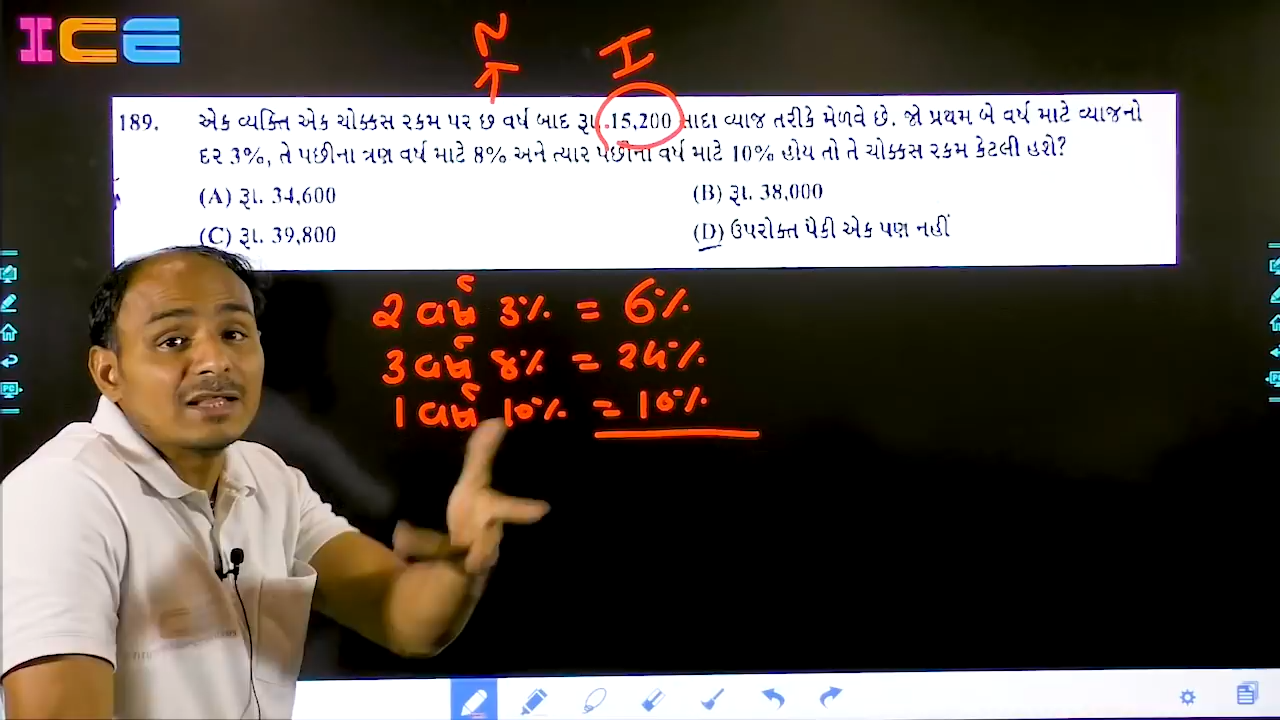 ICE
N
I
189. એક વ્યક્તિ એક ચોક્કસ રકમ પર છ વર્ષ બાદ રૂા. 15,200 સાદા વ્યાજ તરીકે મેળવે છે. જો પ્રથમ બે વર્ષ માટે વ્યાજનો
દર 3%, તે પછીના ત્રણ વર્ષ માટે 8% અને ત્યાર પછીના વર્ષ માટે 10% હોય તો તે ચોક્કસ રકમ કેટલી હશે?
(A) રૂા. 34,600 (B) રૂા. 38,000
(C) રૂા. 39,800 (D) ઉપરોક્ત પૈકી એક પણ નહીં
2 વર્ષ 3% = 6%
3 વર્ષ 8% = 24%
1 વર્ષ 10% = 10%